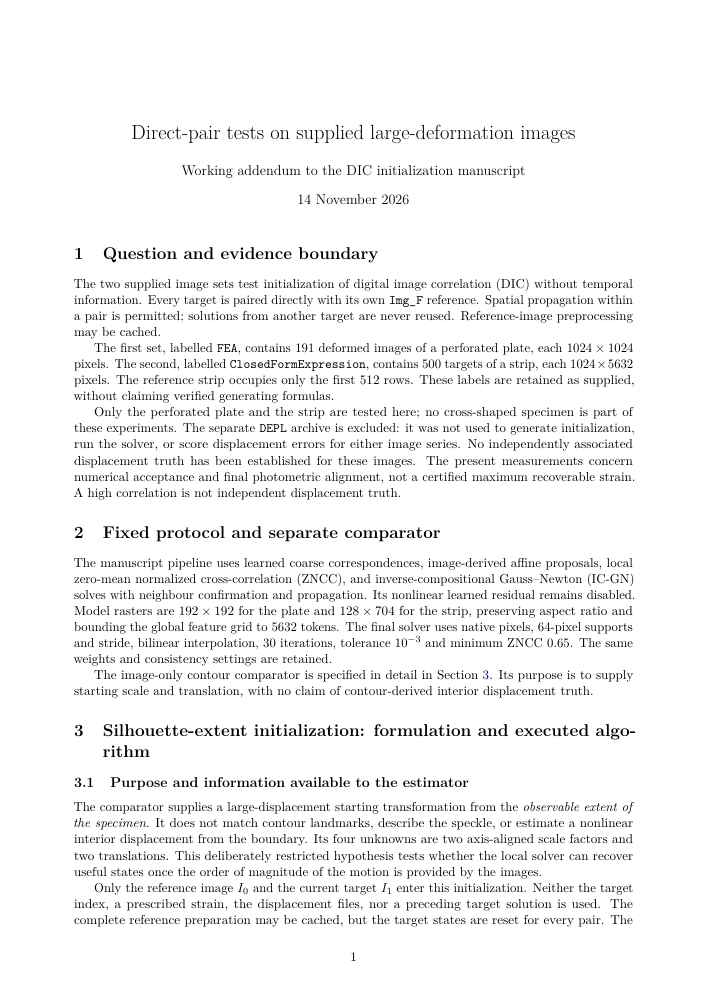 Direct-pair tests on supplied large-deformation images
Working addendum to the DIC initialization manuscript
14 November 2026
1 Question and evidence boundary
The two supplied image sets test initialization of digital image correlation (DIC) without temporal
information. Every target is paired directly with its own Img_F reference. Spatial propagation within
a pair is permitted; solutions from another target are never reused. Reference-image preprocessing
may be cached.
The first set, labelled FEA, contains 191 deformed images of a perforated plate, each 1024 × 1024
pixels. The second, labelled ClosedFormExpression, contains 500 targets of a strip, each 1024×5632
pixels. The reference strip occupies only the first 512 rows. These labels are retained as supplied,
without claiming verified generating formulas.
Only the perforated plate and the strip are tested here; no cross-shaped specimen is part of
these experiments. The separate DEPL archive is excluded: it was not used to generate initialization,
run the solver, or score displacement errors for either image series. No independently associated
displacement truth has been established for these images. The present measurements concern
numerical acceptance and final photometric alignment, not a certified maximum recoverable strain.
A high correlation is not independent displacement truth.
2 Fixed protocol and separate comparator
The manuscript pipeline uses learned coarse correspondences, image-derived affine proposals, local
zero-mean normalized cross-correlation (ZNCC), and inverse-compositional Gauss–Newton (IC-GN)
solves with neighbour confirmation and propagation. Its nonlinear learned residual remains disabled.
Model rasters are 192 × 192 for the plate and 128 × 704 for the strip, preserving aspect ratio and
bounding the global feature grid to 5632 tokens. The final solver uses native pixels, 64-pixel supports
and stride, bilinear interpolation, 30 iterations, tolerance 10⁻³ and minimum ZNCC 0.65. The same
weights and consistency settings are retained.
The image-only contour comparator is specified in detail in Section 3. Its purpose is to supply
starting scale and translation, with no claim of contour-derived interior displacement truth.
3 Silhouette-extent initialization: formulation and executed algo-
rithm
3.1 Purpose and information available to the estimator
The comparator supplies a large-displacement starting transformation from the observable extent of
the specimen. It does not match contour landmarks, describe the speckle, or estimate a nonlinear
interior displacement from the boundary. Its four unknowns are two axis-aligned scale factors and
two translations. This deliberately restricted hypothesis tests whether the local solver can recover
useful states once the order of magnitude of the motion is provided by the images.
Only the reference image I₀ and the current target I₁ enter this initialization. Neither the target
index, a prescribed strain, the displacement files, nor a preceding target solution is used. The
complete reference preparation may be cached, but the target states are reset for every pair. The
1